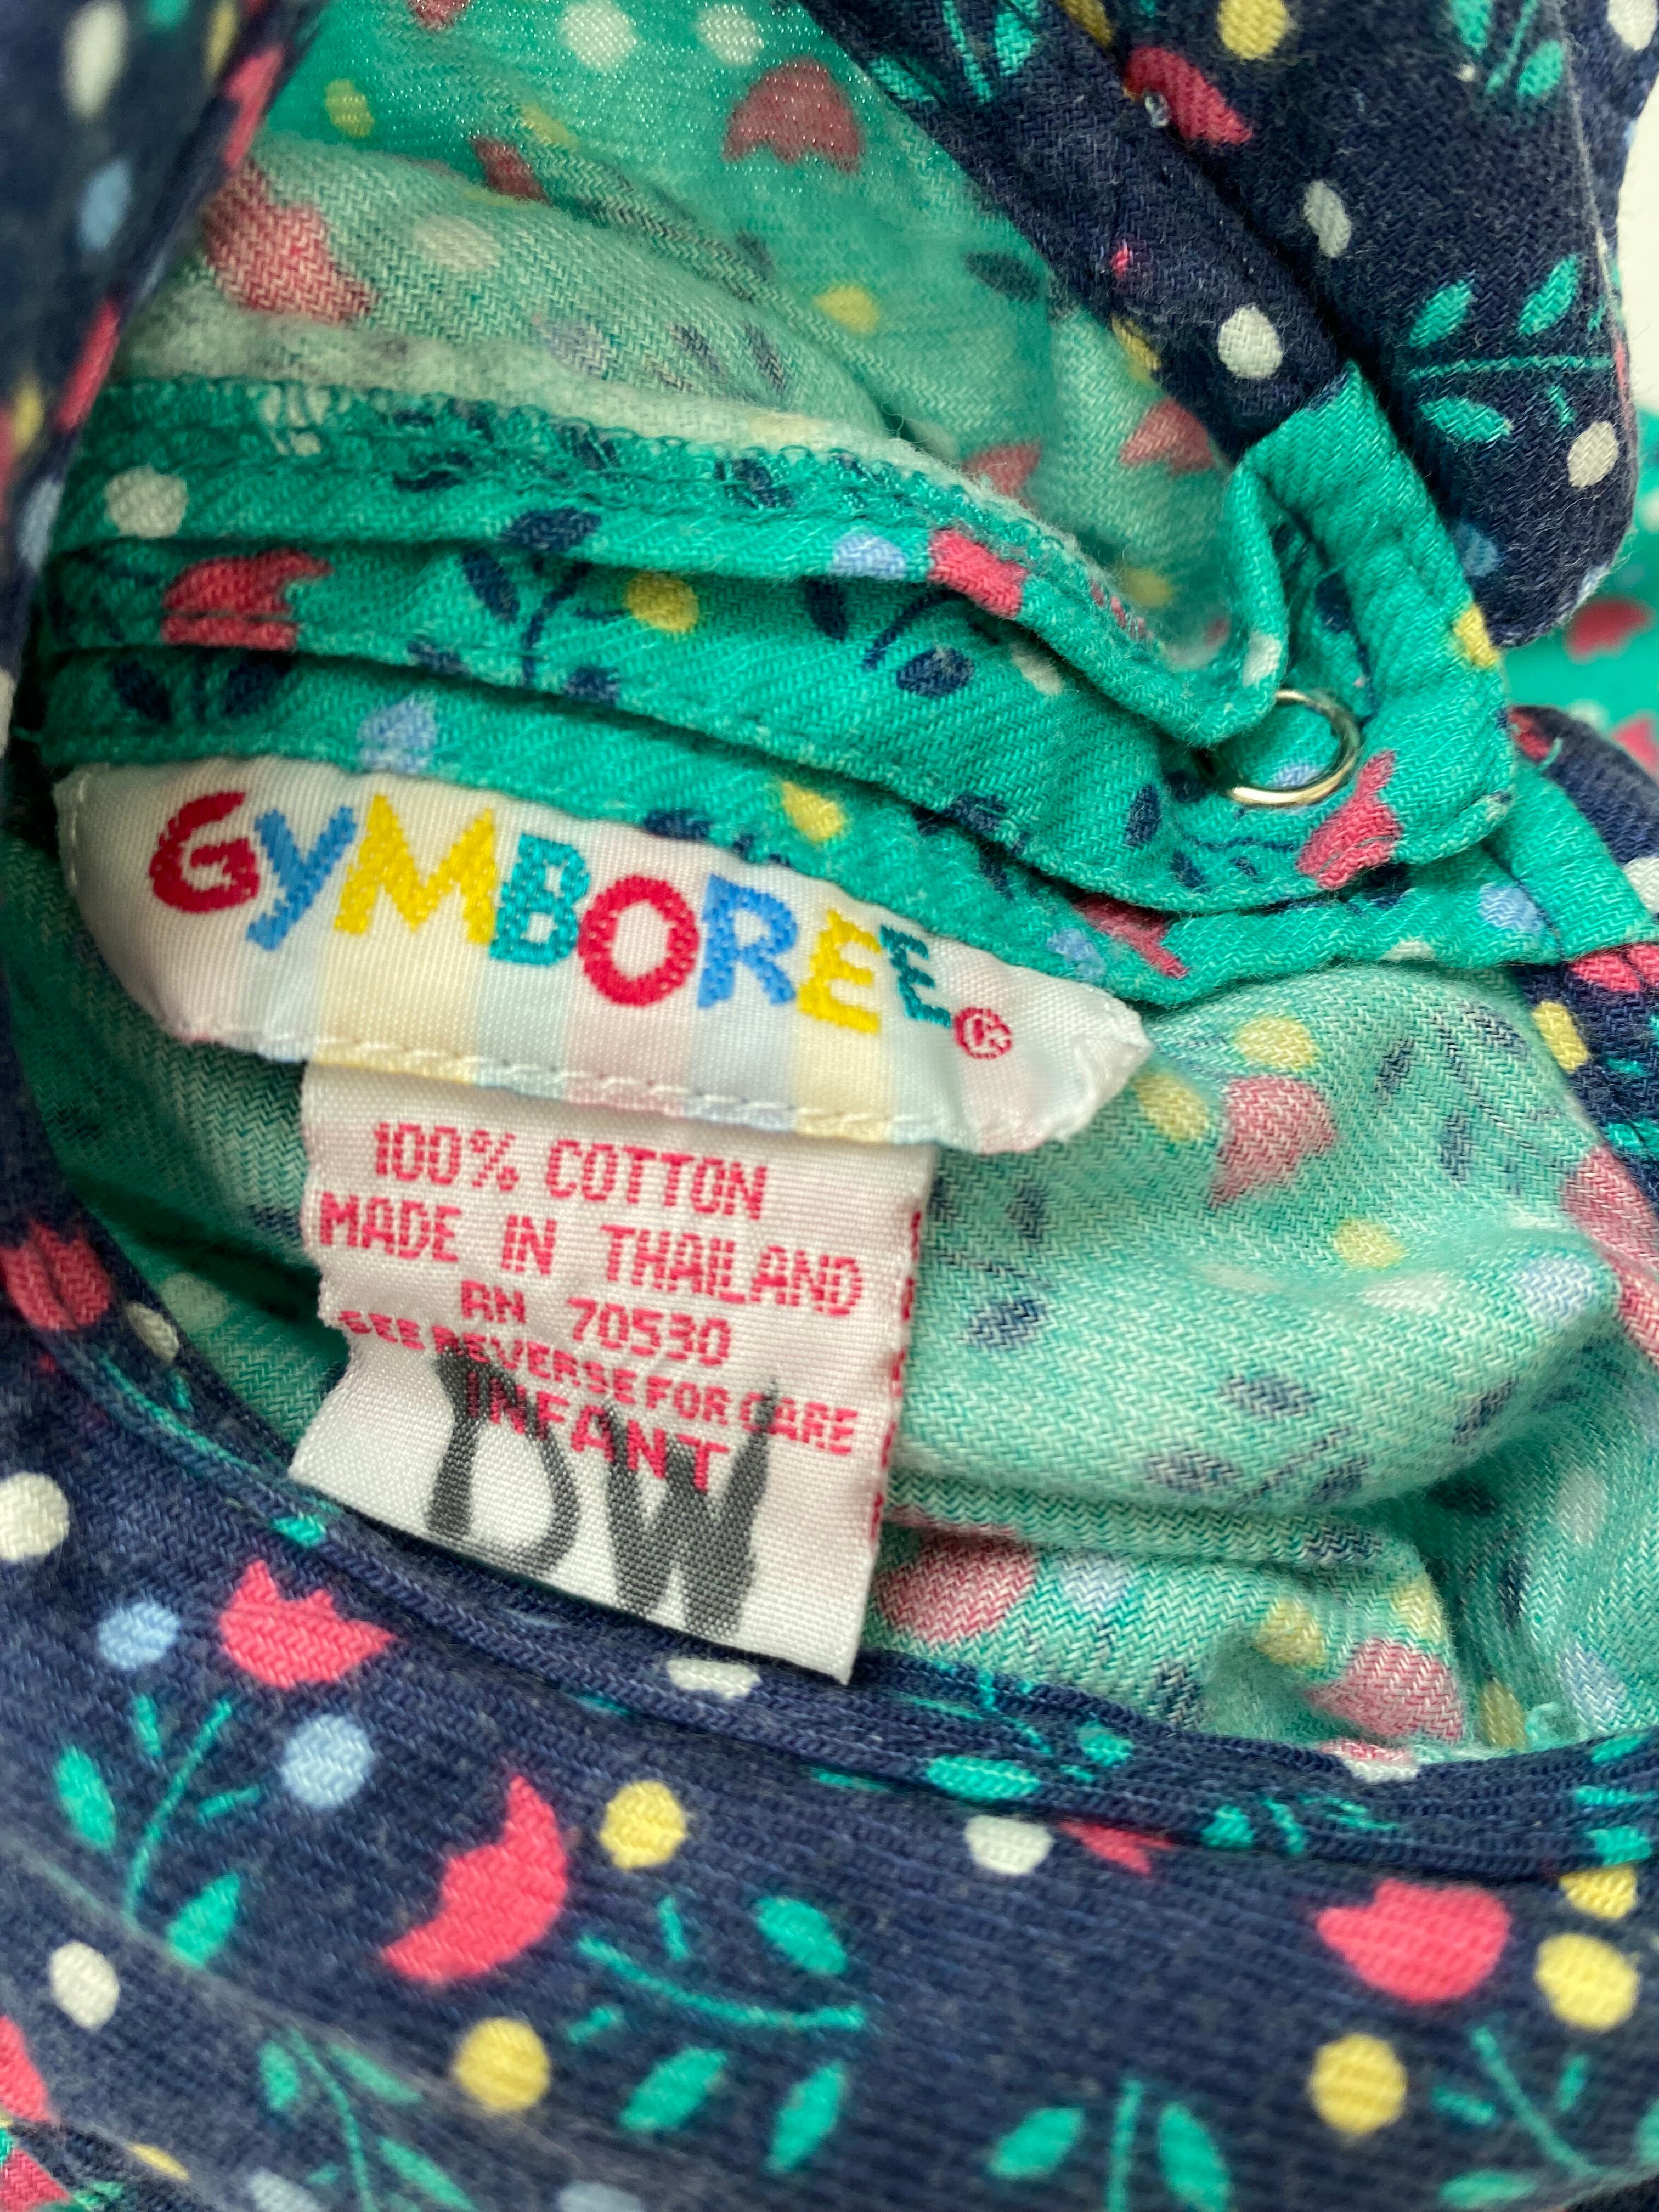 GYMBOREE®
100% COTTON
MADE IN THAILAND
RN 70530
SEE REVERSE FOR CARE
INFANT
DW